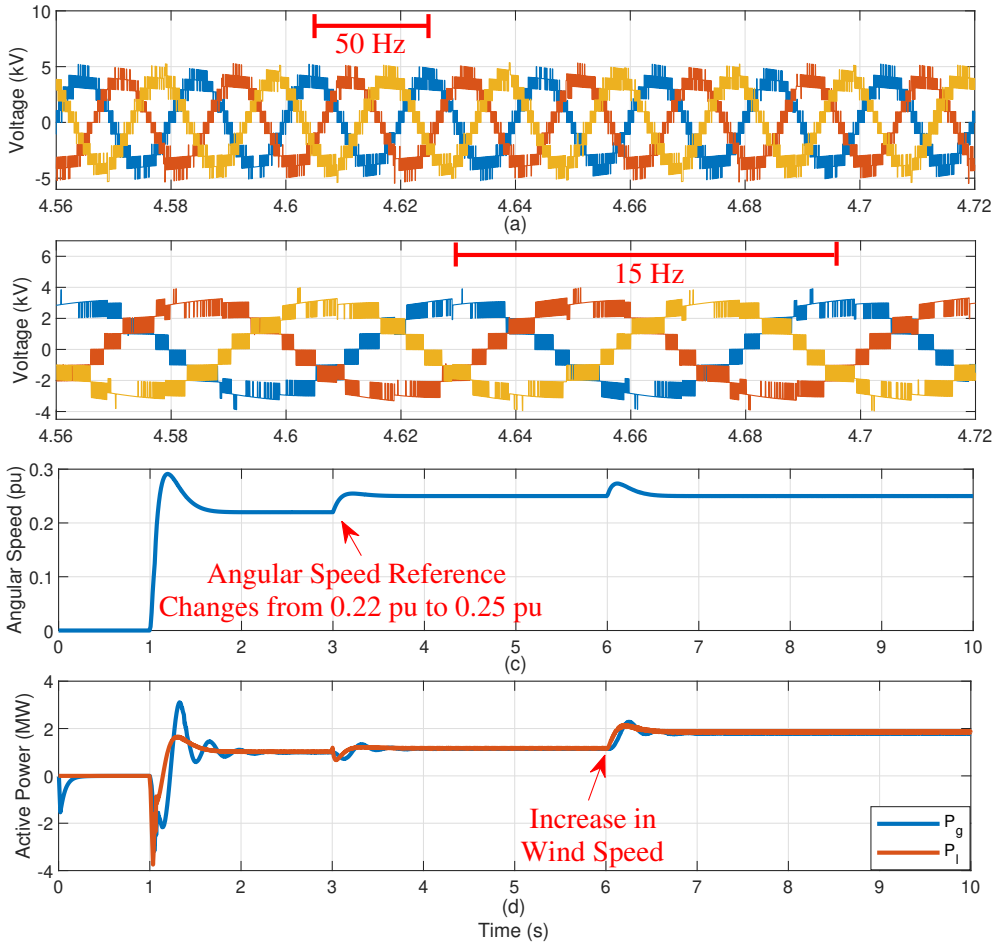 10
5
0
-5
Voltage (kV)
50 Hz
4.56 4.58 4.6 4.62 4.64 4.66 4.68 4.7 4.72
(a)
6
4
2
0
-2
-4
Voltage (kV)
15 Hz
4.56 4.58 4.6 4.62 4.64 4.66 4.68 4.7 4.72
0.3
0.2
0.1
0
Angular Speed (pu)
Angular Speed Reference
Changes from 0.22 pu to 0.25 pu
0 1 2 3 4 5 6 7 8 9 10
(c)
4
2
0
-2
-4
Active Power (MW)
Increase in
Wind Speed
P_g
P_l
0 1 2 3 4 5 6 7 8 9 10
(d)
Time (s)